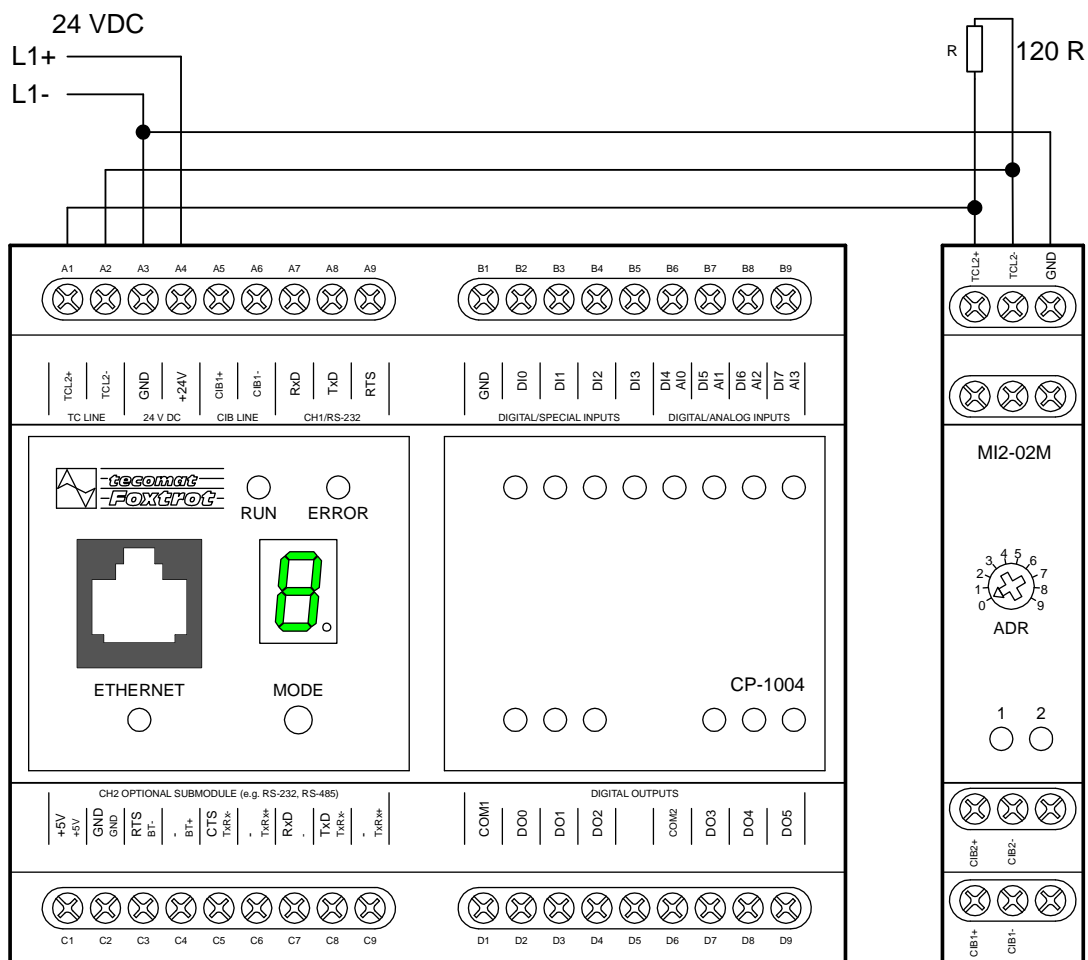 24 VDC
L1+
L1-
R
120 R
A1 A2 A3 A4 A5 A6 A7 A8 A9
B1 B2 B3 B4 B5 B6 B7 B8 B9
TCL2+ TCL2- GND
TCL2+ TCL2- GND +24V CIB1+ CIB1- RxD TxD RTS
TC LINE 24 V DC CIB LINE CH1/RS-232
GND DI0 DI1 DI2 DI3 DI4 AI0 DI5 AI1 DI6 AI2 DI7 AI3
DIGITAL/SPECIAL INPUTS DIGITAL/ANALOG INPUTS
tecomat
Foxtrot
RUN ERROR
8.
ETHERNET MODE
CP-1004
MI2-02M
0 1 2 3 4 5 6 7 8 9
ADR
1 2
CH2 OPTIONAL SUBMODULE (e.g. RS-232, RS-485)
+5V GND RTS - CTS - RxD TxD -
+5V GND BT- BT+ TxRx- TxRx+ - TxRx- TxRx+
DIGITAL OUTPUTS
COM1 DO0 DO1 DO2 COM2 DO3 DO4 DO5
C1 C2 C3 C4 C5 C6 C7 C8 C9
D1 D2 D3 D4 D5 D6 D7 D8 D9
CIB2+ CIB2-
CIB1+ CIB1-